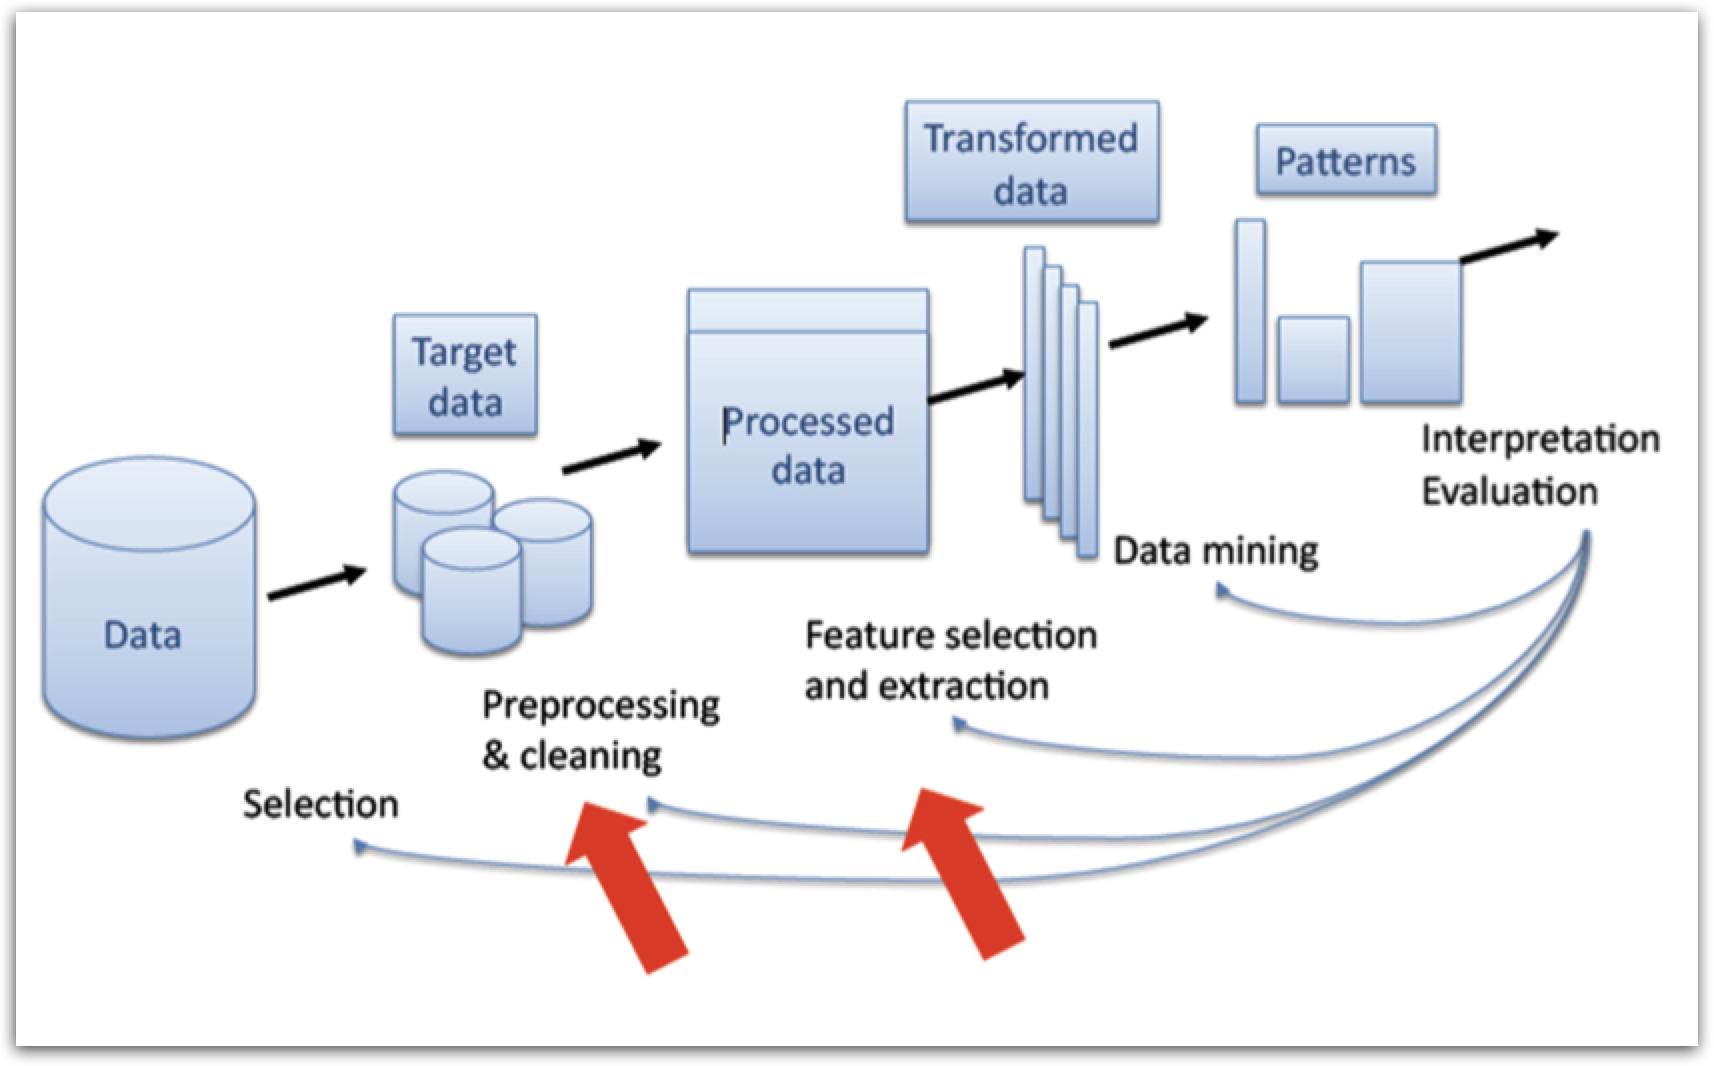 Transformed
data
Patterns
Target
data
Processed
data
Interpretation
Evaluation
Data mining
Data
Feature selection
and extraction
Preprocessing
& cleaning
Selection